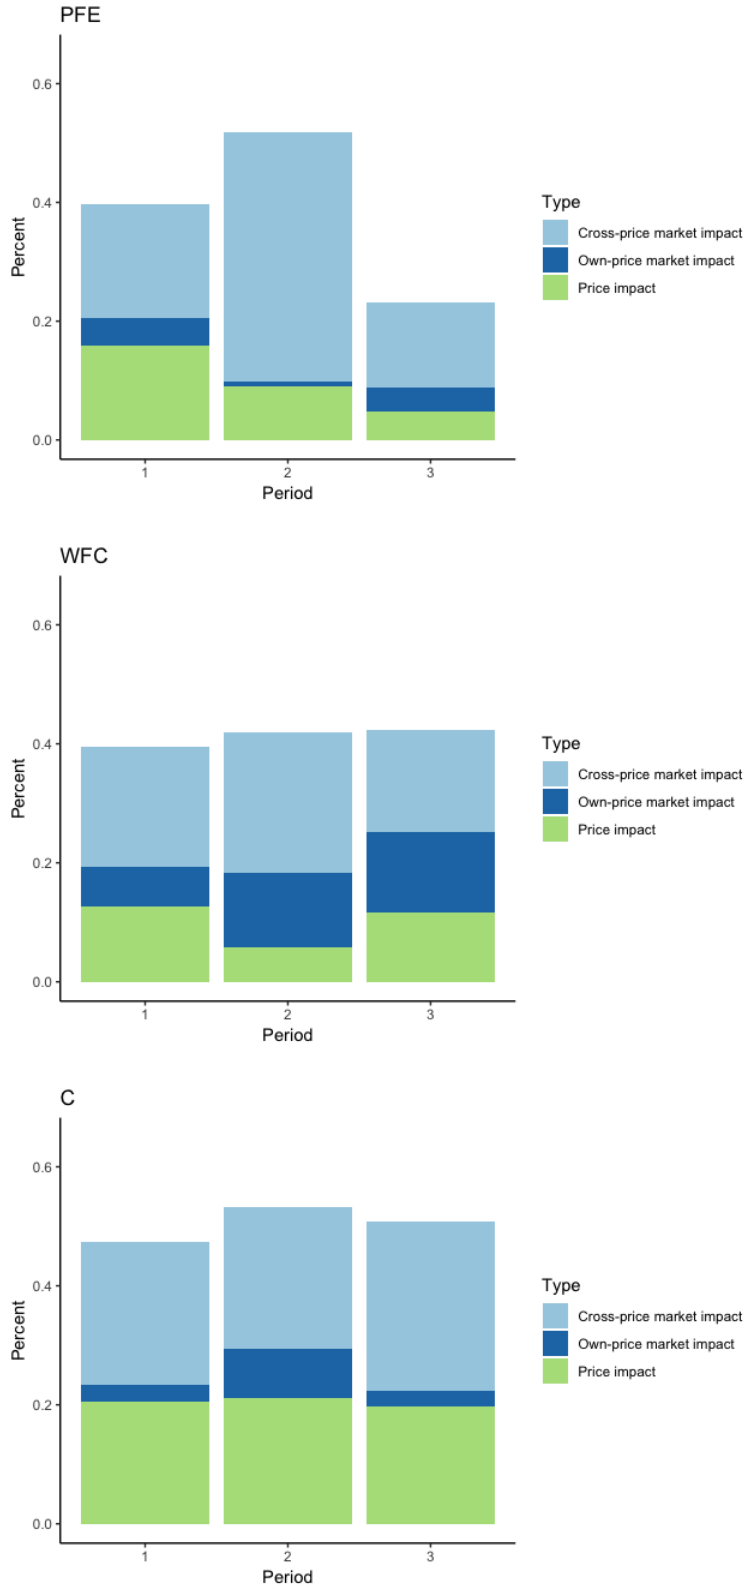 PFE
Percent
0.6
0.4
0.2
0.0
1 2 3
Period
Type
Cross-price market impact
Own-price market impact
Price impact
WFC
Percent
0.6
0.4
0.2
0.0
1 2 3
Period
Type
Cross-price market impact
Own-price market impact
Price impact
C
Percent
0.6
0.4
0.2
0.0
1 2 3
Period
Type
Cross-price market impact
Own-price market impact
Price impact